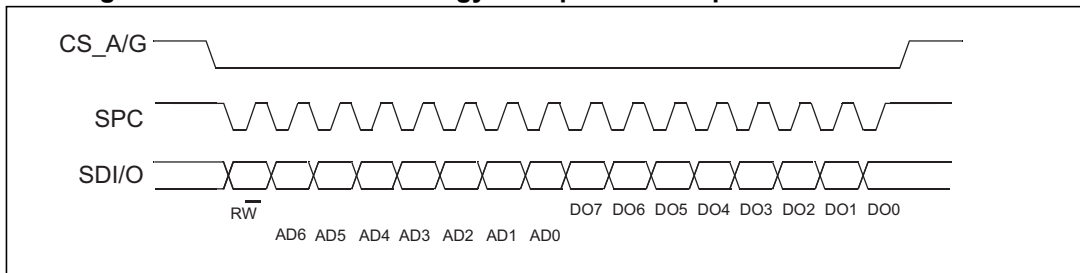 CS_A/G
SPC
SDI/O
RW
DO7 DO6 DO5 DO4 DO3 DO2 DO1 DO0
AD6 AD5 AD4 AD3 AD2 AD1 AD0